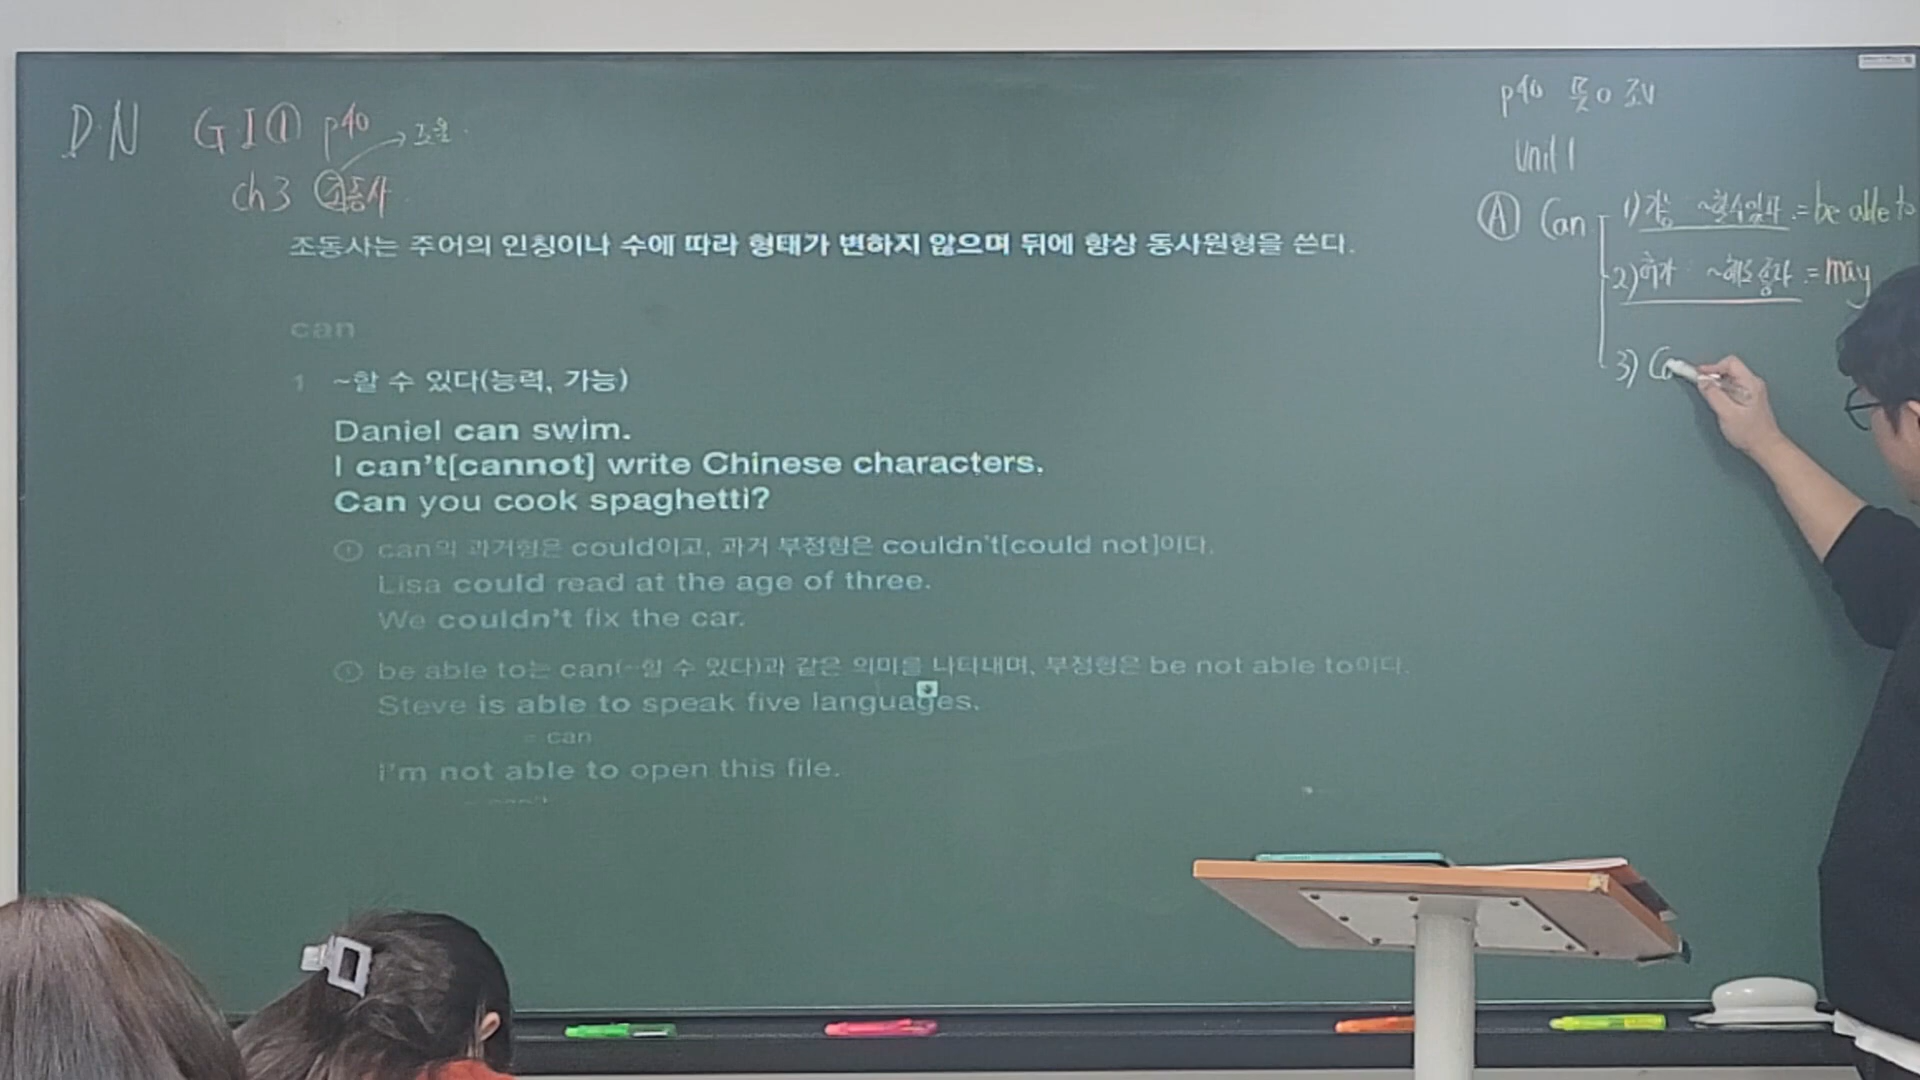 D.N G.I① p40 → 조울
ch3 조동사
조동사는 주어의 인칭이나 수에 따라 형태가 변하지 않으며 뒤에 항상 동사원형을 쓴다.
can
1 ~할 수 있다(능력, 가능)
Daniel can swim.
I can't[cannot] write Chinese characters.
Can you cook spaghetti?
can의 과거형은 could이고, 과거 부정형은 couldn't[could not]이다.
Lisa could read at the age of three.
We couldn't fix the car.
be able to는 can(~할 수 있다)과 같은 의미를 나타내며, 부정형은 be not able to이다.
Steve is able to speak five languages.
= can
I'm not able to open this file.
p40
Unit 1
Ⓐ Can
1) 가능 ~할 수 있다 = be able to
2) 허가 ~해도 좋다 = may
3)